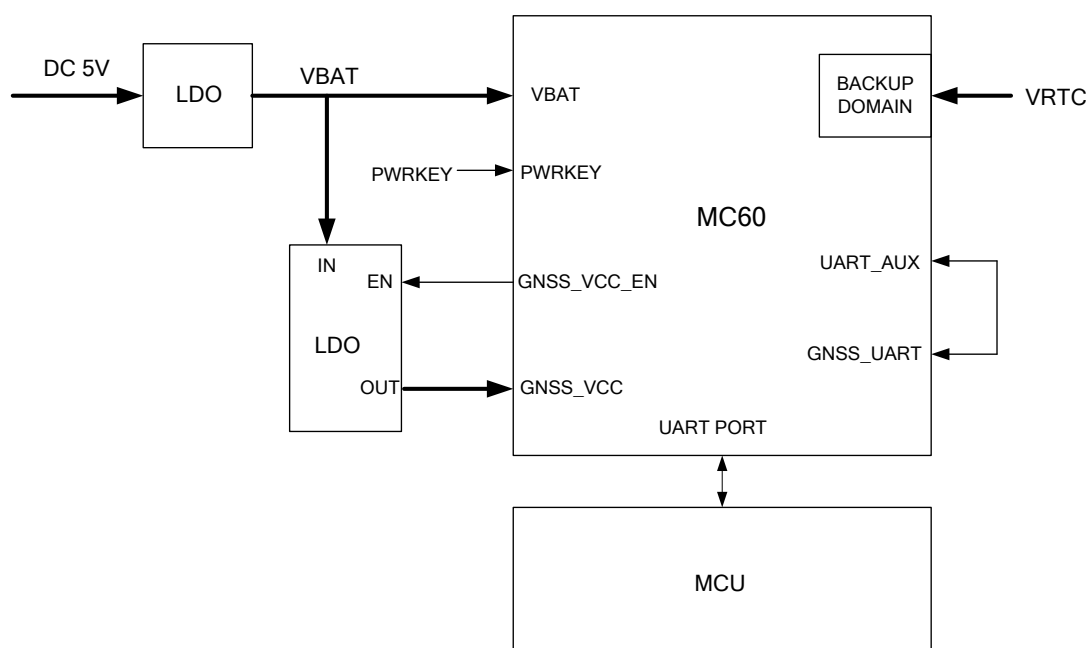 DC 5V
LDO
VBAT
VBAT
BACKUP
DOMAIN
VRTC
PWRKEY
PWRKEY
MC60
IN
EN
GNSS_VCC_EN
UART_AUX
LDO
GNSS_UART
OUT
GNSS_VCC
UART PORT
MCU